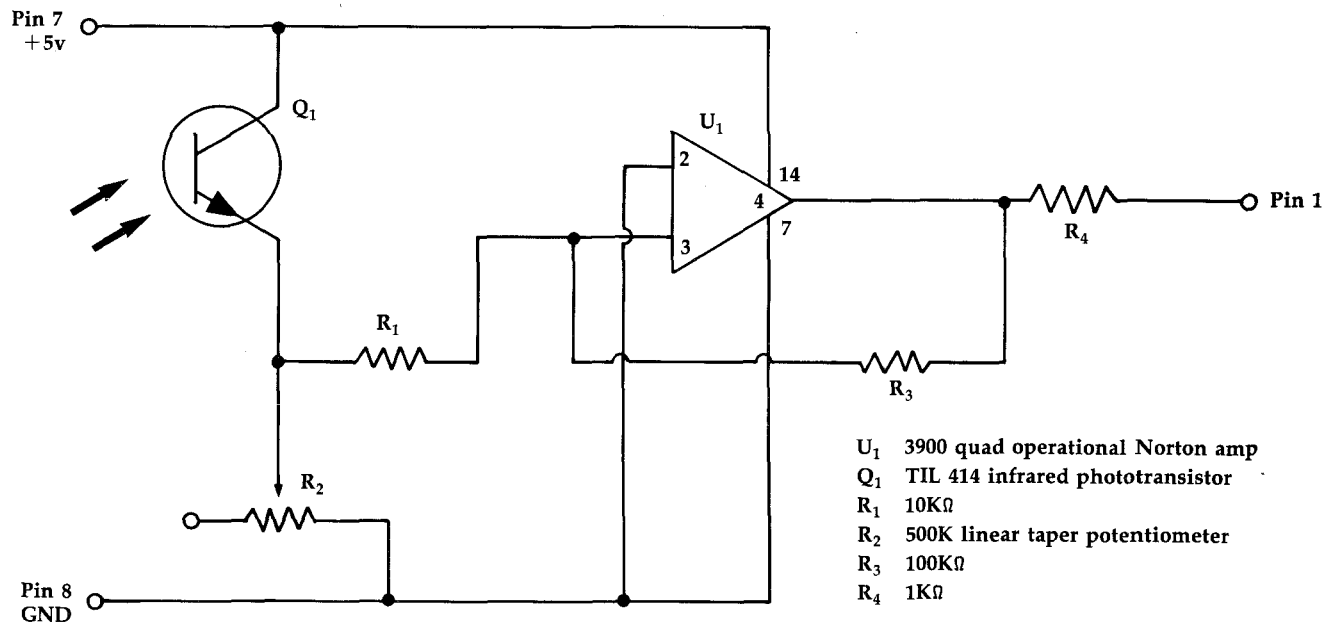 Pin 7
+5v
Q₁
U₁
2
14
4
3
7
Pin 1
R₄
R₁
R₃
R₂
U₁ 3900 quad operational Norton amp
Q₁ TIL 414 infrared phototransistor
R₁ 10KΩ
R₂ 500K linear taper potentiometer
R₃ 100KΩ
R₄ 1KΩ
Pin 8
GND